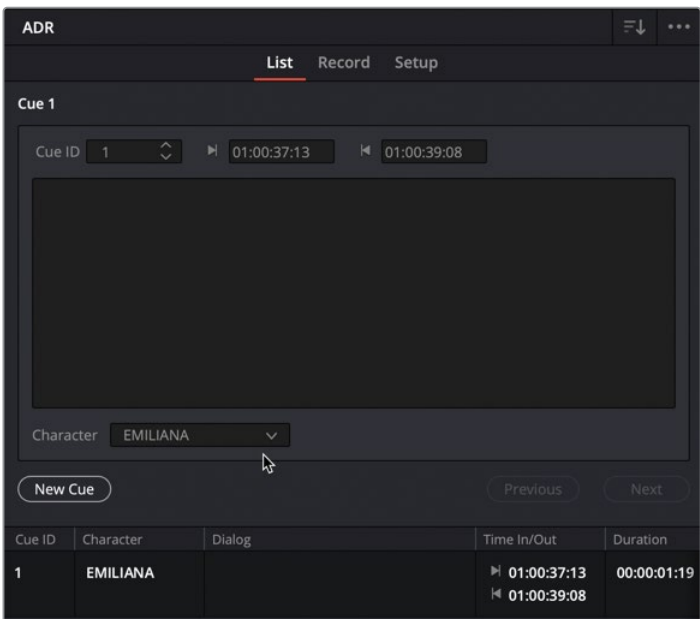 ADR
List Record Setup
Cue 1
Cue ID 1 01:00:37:13 01:00:39:08
Character EMILIANA
New Cue Previous Next
Cue ID Character Dialog Time In/Out Duration
1 EMILIANA 01:00:37:13 00:00:01:19
01:00:39:08